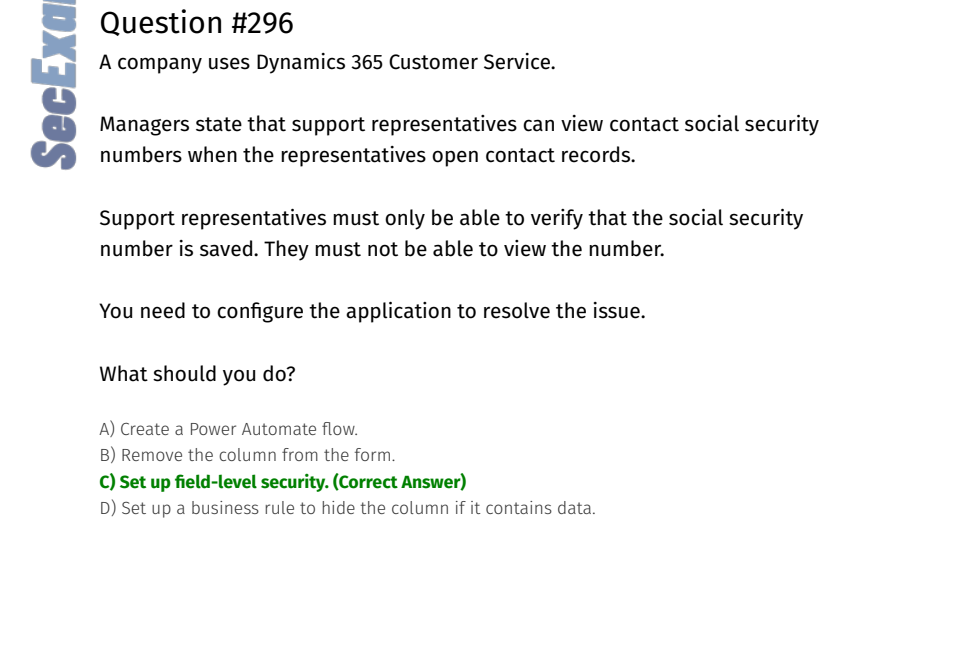 SecExa
Question #296
A company uses Dynamics 365 Customer Service.
Managers state that support representatives can view contact social security
numbers when the representatives open contact records.
Support representatives must only be able to verify that the social security
number is saved. They must not be able to view the number.
You need to configure the application to resolve the issue.
What should you do?
A) Create a Power Automate flow.
B) Remove the column from the form.
C) Set up field-level security. (Correct Answer)
D) Set up a business rule to hide the column if it contains data.